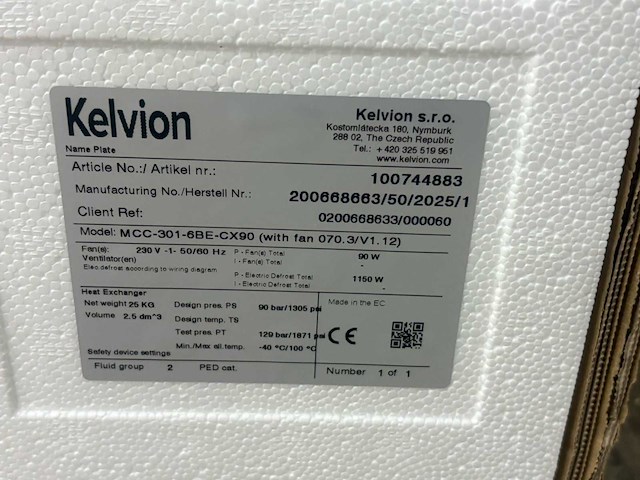 Kelvion
Kelvion s.r.o.
Kostomlátecka 180, Nymburk
288 02, The Czech Republic
Tel.: +420 325 519 951
www.kelvion.com
Name Plate
Article No.:/ Artikel nr.: 100744883
Manufacturing No./Herstell Nr.: 200668663/50/2025/1
Client Ref: 0200668633/000060
Model: MCC-301-6BE-CX90 (with fan 070.3/V1.12)
Fan(s): 230 V -1- 50/60 Hz P - Fan(s) Total 90 W
Ventilator(en) I - Fan(s) Total
Elec.defrost according to wiring diagram P - Electric Defrost Total 1150 W
I - Electric Defrost Total
Heat Exchanger
Net weight 25 KG Design pres. PS 90 bar/1305 psi Made in the EC
Volume 2.5 dm^3 Design temp. TS
Test pres. PT 129 bar/1871 psi CE
Min./Max all.temp. -40 °C/100 °C
Safety device settings
Fluid group 2 PED cat. Number 1 of 1